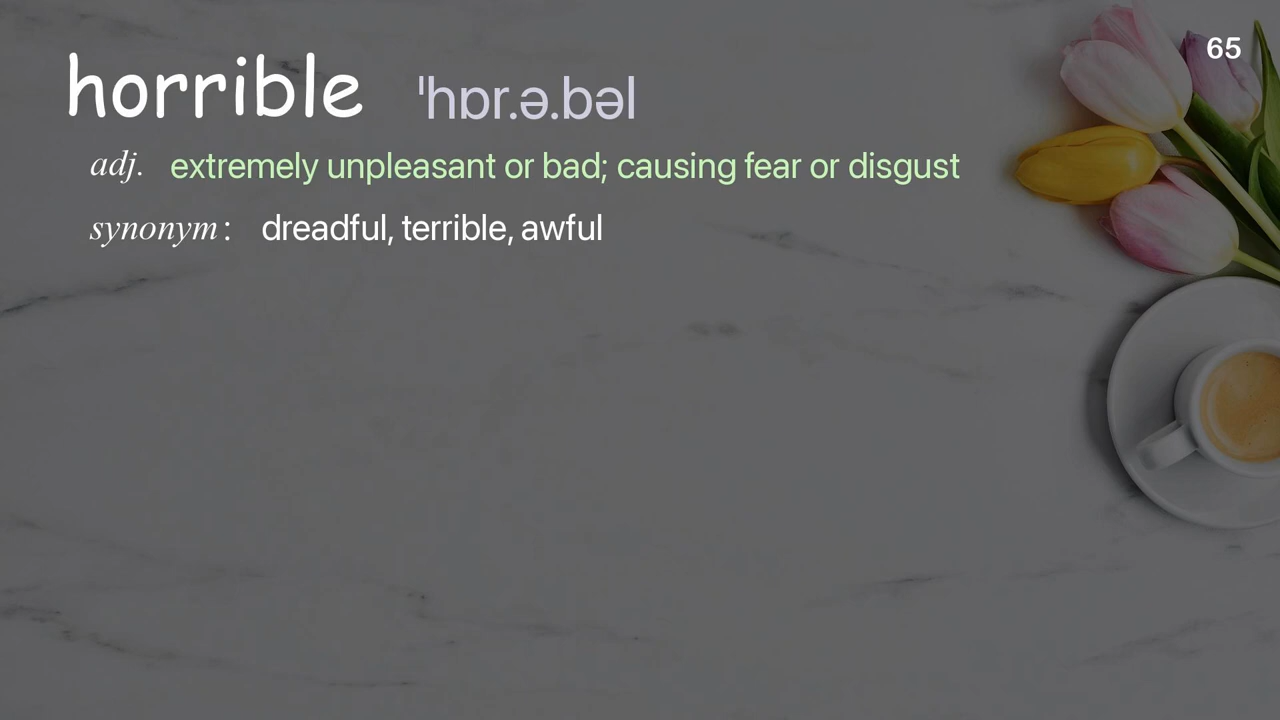 65
horrible ˈhɒr.ə.bəl
adj. extremely unpleasant or bad; causing fear or disgust
synonym: dreadful, terrible, awful